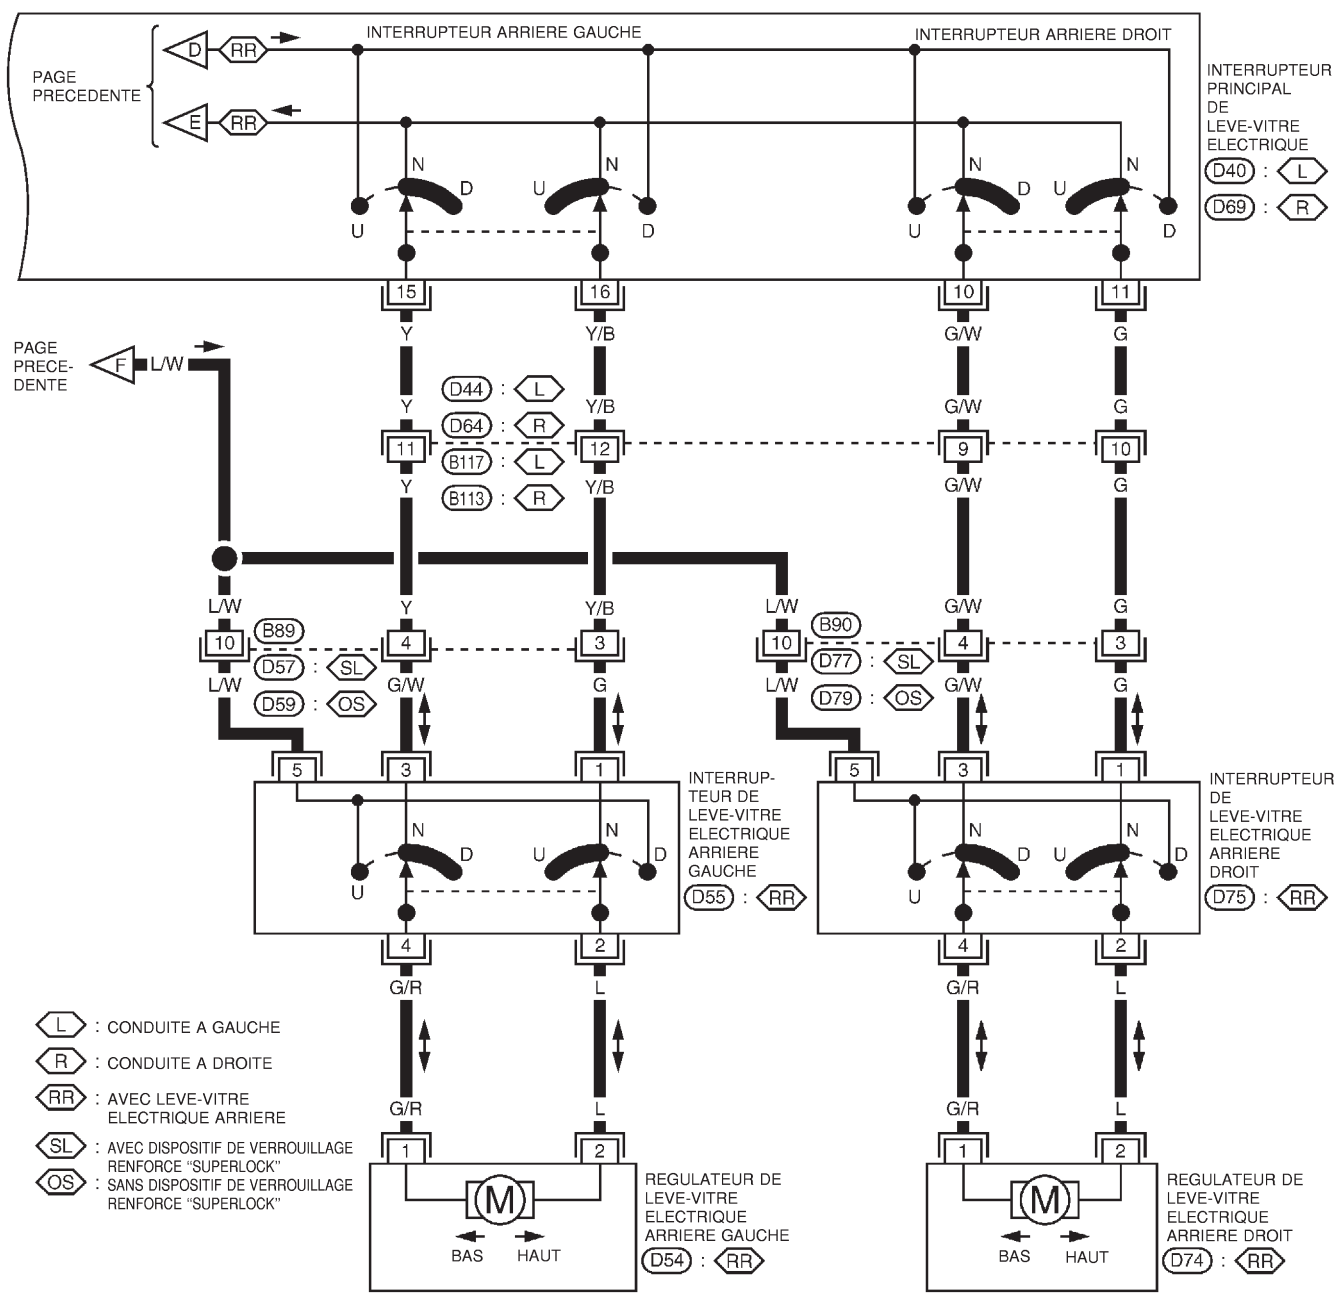 INTERRUPTEUR ARRIERE GAUCHE
INTERRUPTEUR ARRIERE DROIT
PAGE
PRECEDENTE
D RR
E RR
INTERRUPTEUR
PRINCIPAL
DE
LEVE-VITRE
ELECTRIQUE
D40 : L
D69 : R
N D U N D U N D U N D
U D U D
15 16 10 11
Y Y/B G/W G
PAGE
PRECE-
DENTE
F L/W
D44 : L
D64 : R
B117 : L
B113 : R
Y Y/B G/W G
11 12 9 10
Y Y/B G/W G
L/W Y Y/B L/W G/W G
10 B89 4 3 10 B90 4 3
D57 : SL
D59 : OS
D77 : SL
D79 : OS
L/W G/W G L/W G/W G
5 3 1 5 3 1
INTERRUP-
TEUR DE
LEVE-VITRE
ELECTRIQUE
ARRIERE
GAUCHE
D55 : RR
INTERRUPTEUR
DE
LEVE-VITRE
ELECTRIQUE
ARRIERE
DROIT
D75 : RR
N N N N
D U D D U D
U U
4 2 4 2
G/R L G/R L
L : CONDUITE A GAUCHE
R : CONDUITE A DROITE
RR : AVEC LEVE-VITRE
ELECTRIQUE ARRIERE
SL : AVEC DISPOSITIF DE VERROUILLAGE
RENFORCE “SUPERLOCK”
OS : SANS DISPOSITIF DE VERROUILLAGE
RENFORCE “SUPERLOCK”
G/R L G/R L
1 2 1 2
M M
BAS HAUT BAS HAUT
REGULATEUR DE
LEVE-VITRE
ELECTRIQUE
ARRIERE GAUCHE
D54 : RR
REGULATEUR DE
LEVE-VITRE
ELECTRIQUE
ARRIERE DROIT
D74 : RR